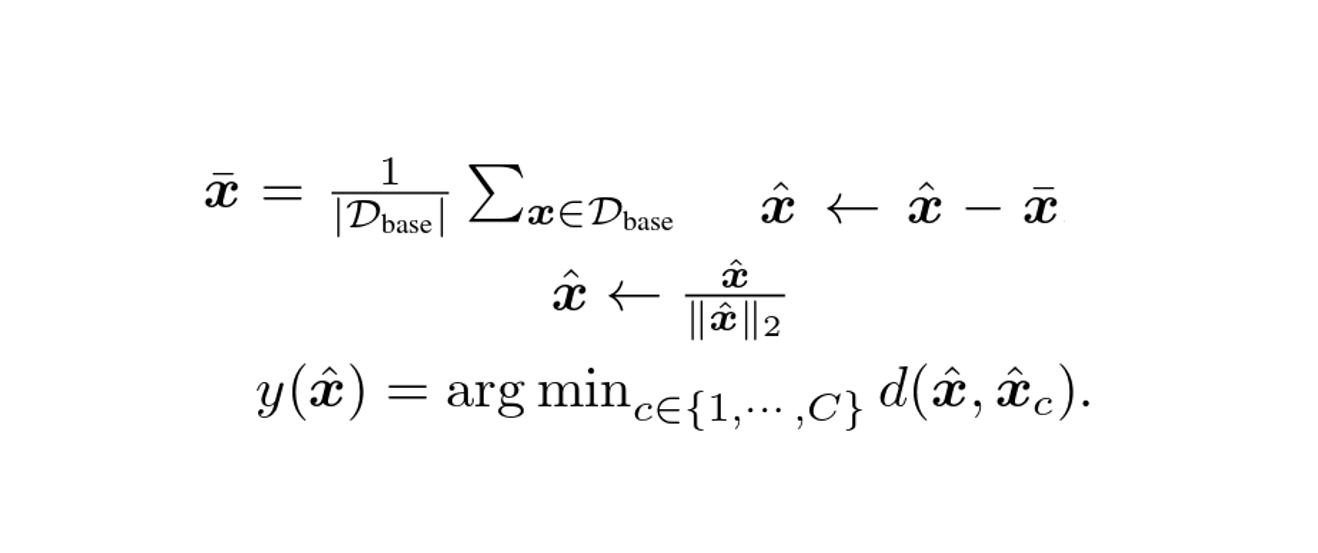 x̄ = 1/|𝒟_base| ∑_{x∈𝒟_base}   x̂ ← x̂ − x̄
x̂ ← x̂/‖x̂‖₂
y(x̂) = arg min_{c∈{1,⋯,C}} d(x̂, x̂_c).